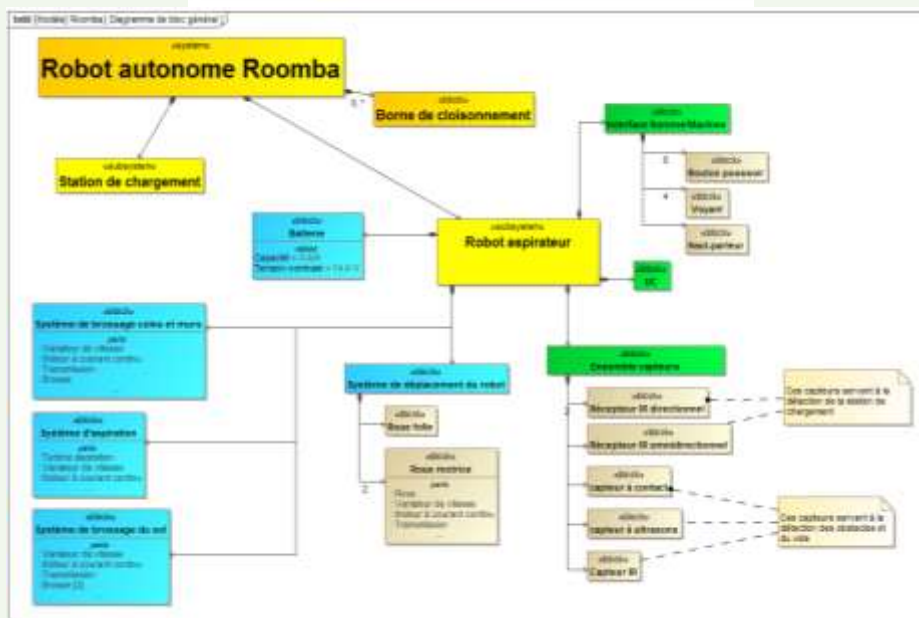 bdd [Modèle] Roomba [ Diagramme de bloc général ]
«system»
Robot autonome Roomba
0..*
«block»
Borne de cloisonnement
«subsystem»
Station de chargement
«block»
Interface homme/Machine
«block»
Bouton poussoir
4
«block»
Voyant
«block»
Haut-parleur
«block»
Batterie
«subsystem»
Robot aspirateur
«block»
«block»
Système de brossage coins et murs
parts
Variateur de vitesse
Moteur à courant continu
Transmission
Brosse
«block»
Système de déplacement du robot
«block»
Roue folle
2
«block»
Roue motrice
parts
Roue
Variateur de vitesse
Moteur à courant continu
Transmission
«block»
Système d'aspiration
parts
Turbine aspiration
Variateur de vitesse
Moteur à courant continu
«block»
Système de brossage du sol
parts
Variateur de vitesse
Moteur à courant continu
Transmission
Brosse [2]
«block»
Ensemble capteurs
«block»
Récepteur IR directionnel
«block»
Récepteur IR omnidirectionnel
«block»
capteur à contact
«block»
capteur à ultrasons
«block»
Capteur IR
Ces capteurs servent à la
détection de la station de
chargement
Ces capteurs servent à la
détection des obstacles et
du vide